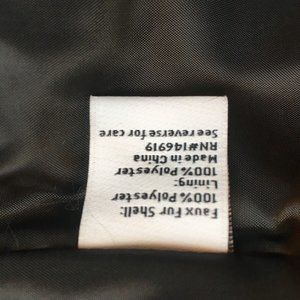 Faux Fur Shell:
100% Polyester
Lining:
100% Polyester
Made in China
RN#146919
See reverse for care